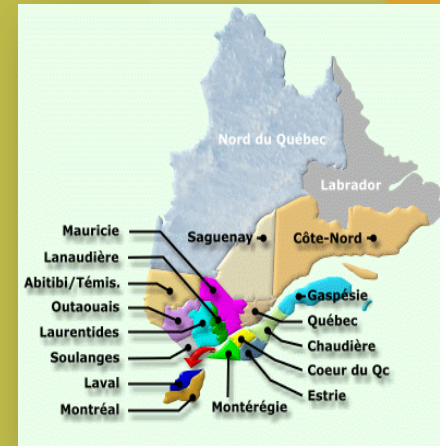 Nord du Québec
Labrador
Mauricie
Saguenay
Côte-Nord
Lanaudière
Abitibi/Témis.
Gaspésie
Outaouais
Québec
Laurentides
Chaudière
Soulanges
Coeur du Qc
Laval
Estrie
Montréal
Montérégie